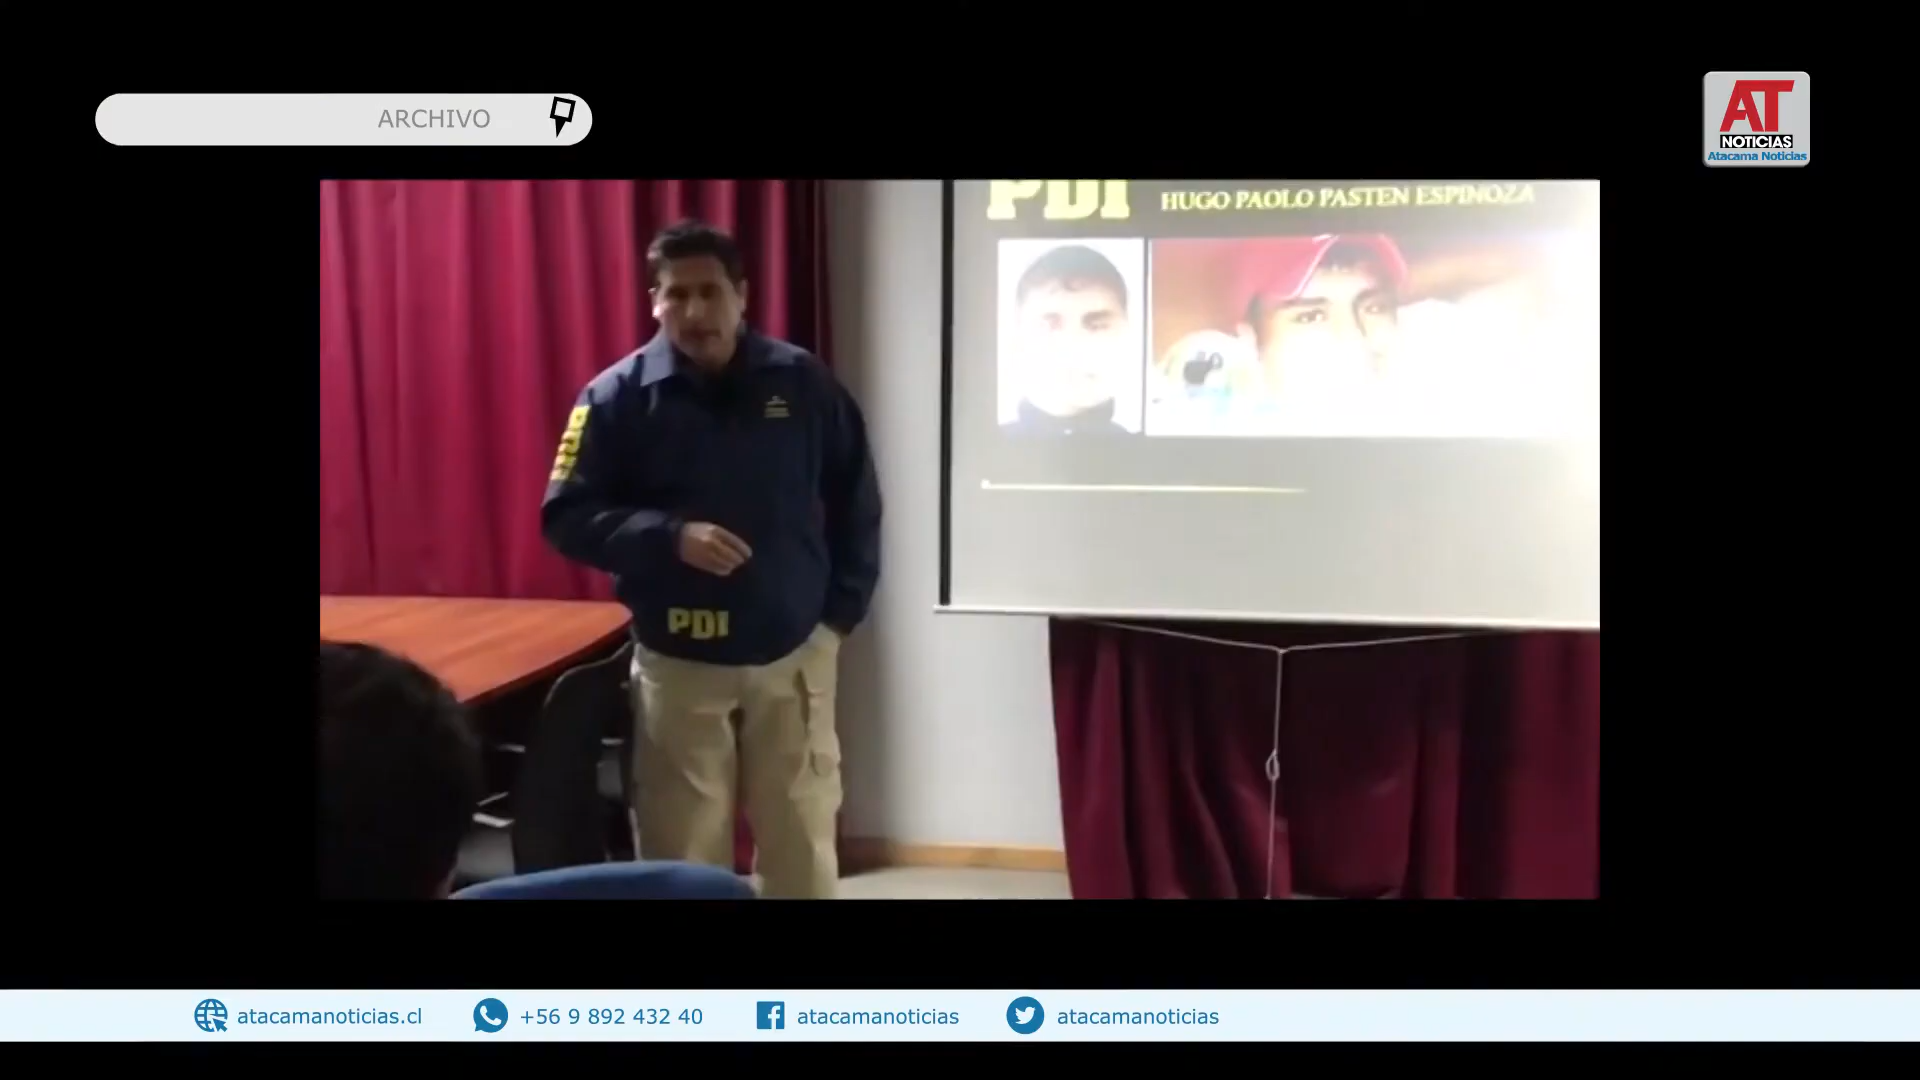 ARCHIVO
AT
NOTICIAS
Atacama Noticias
PDI
HUGO PAOLO PASTEN ESPINOZA
PDI
atacamanoticias.cl
+56 9 892 432 40
atacamanoticias
atacamanoticias